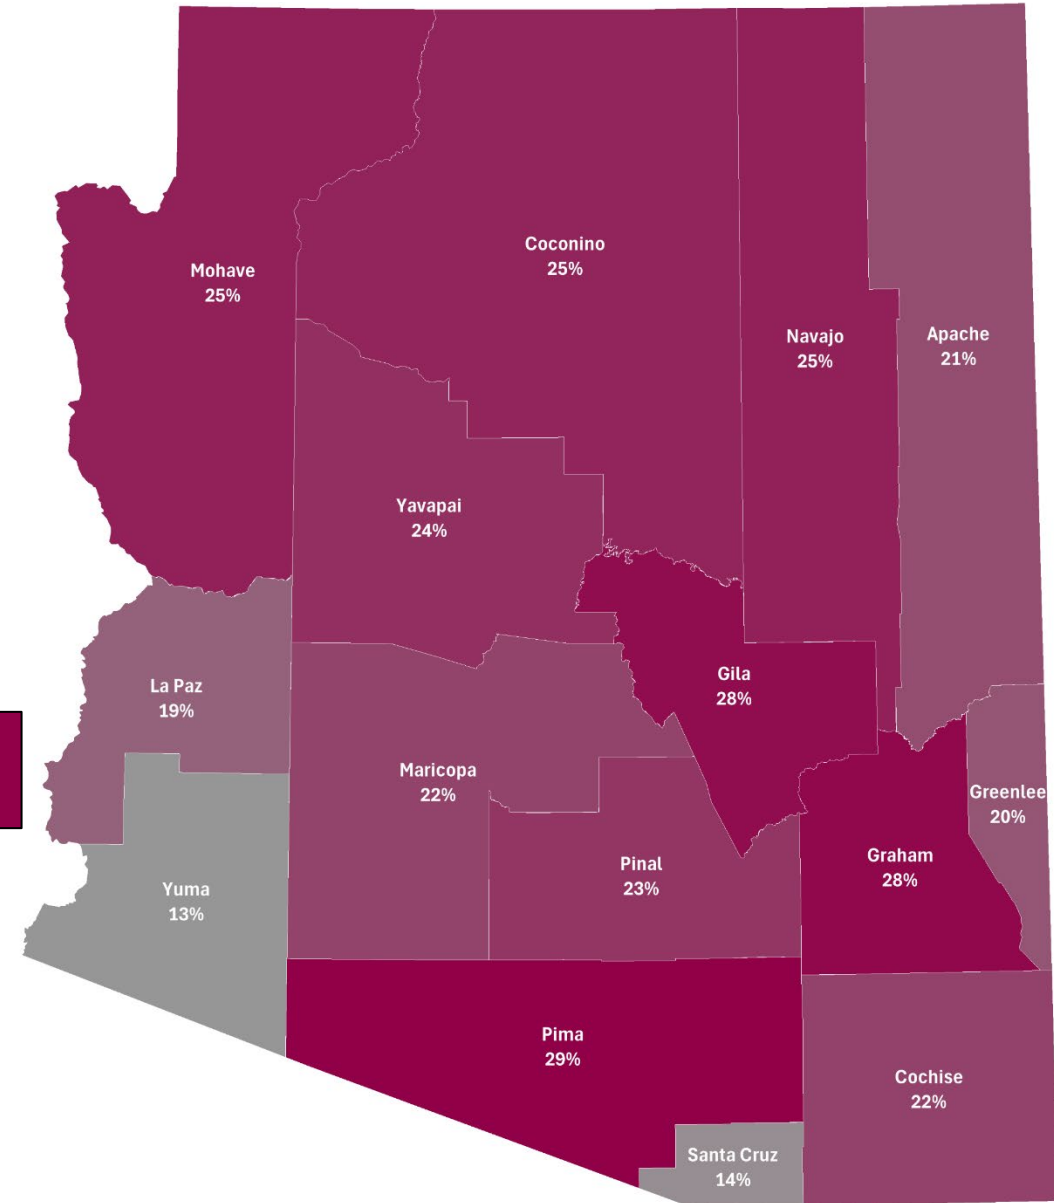 Coconino
25%
Mohave
25%
Navajo
25%
Apache
21%
Yavapai
24%
Gila
28%
La Paz
19%
Maricopa
22%
Greenlee
20%
Graham
28%
Pinal
23%
Yuma
13%
Pima
29%
Cochise
22%
Santa Cruz
14%